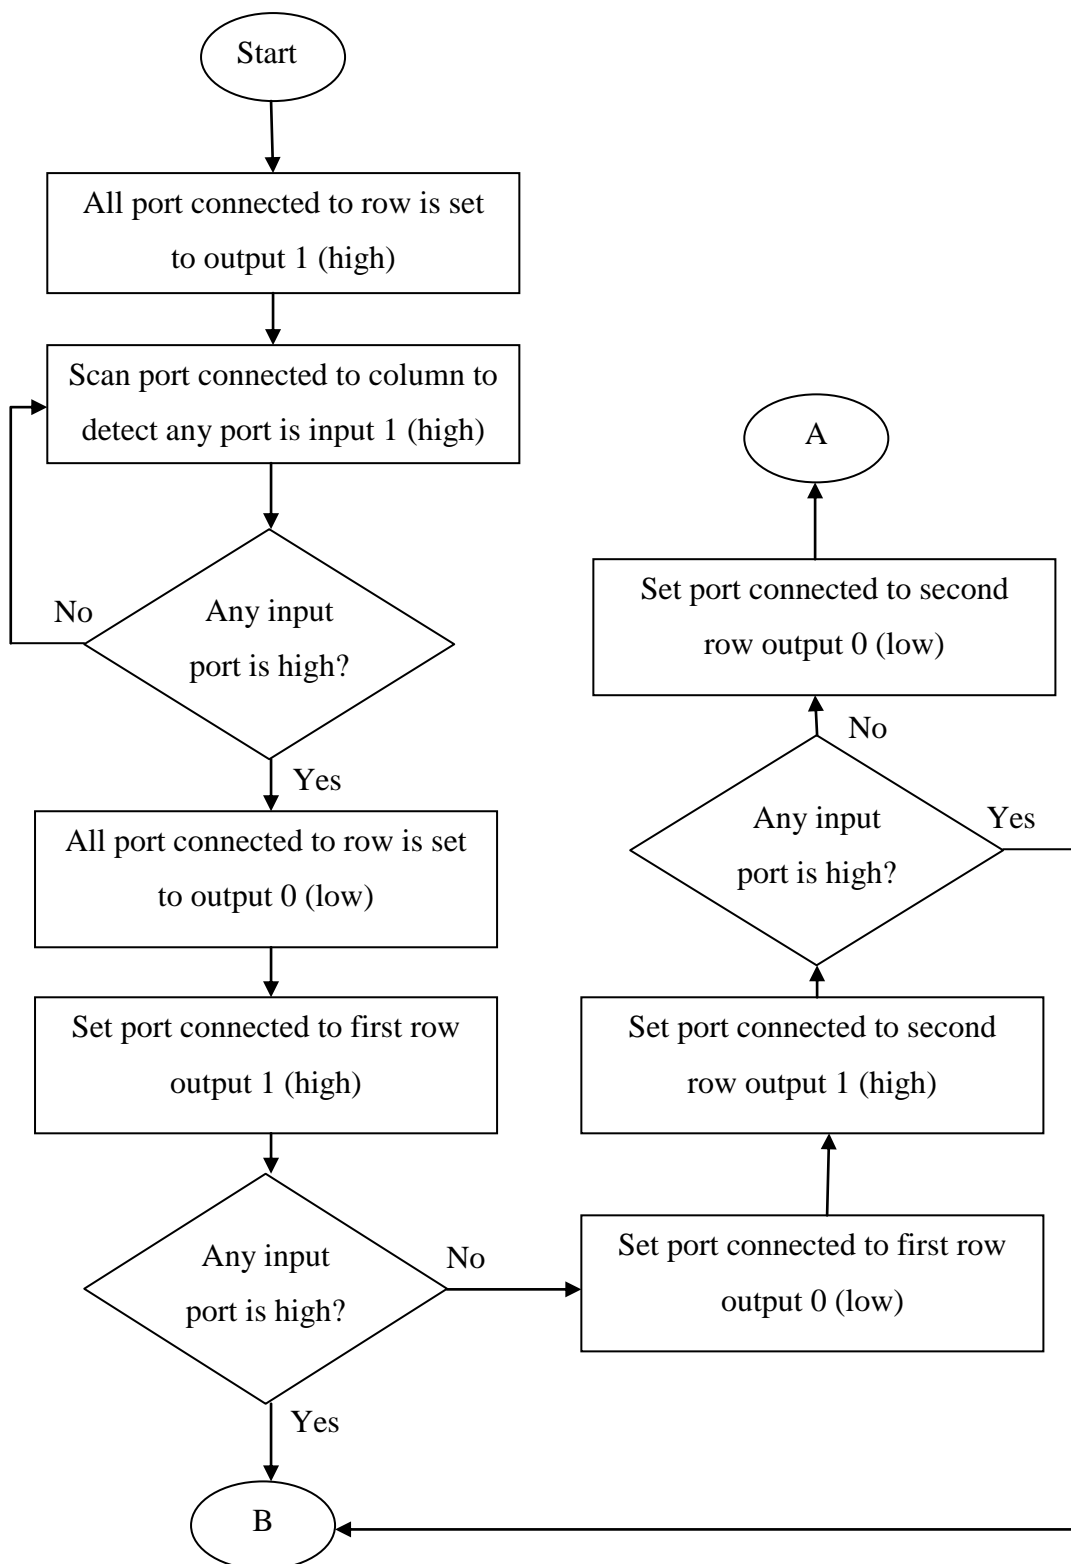 Start
All port connected to row is set
to output 1 (high)
Scan port connected to column to
detect any port is input 1 (high)
No
Any input
port is high?
Yes
All port connected to row is set
to output 0 (low)
Set port connected to first row
output 1 (high)
Any input
port is high?
No
Yes
B
Set port connected to first row
output 0 (low)
Set port connected to second
row output 1 (high)
Any input
port is high?
Yes
No
Set port connected to second
row output 0 (low)
A